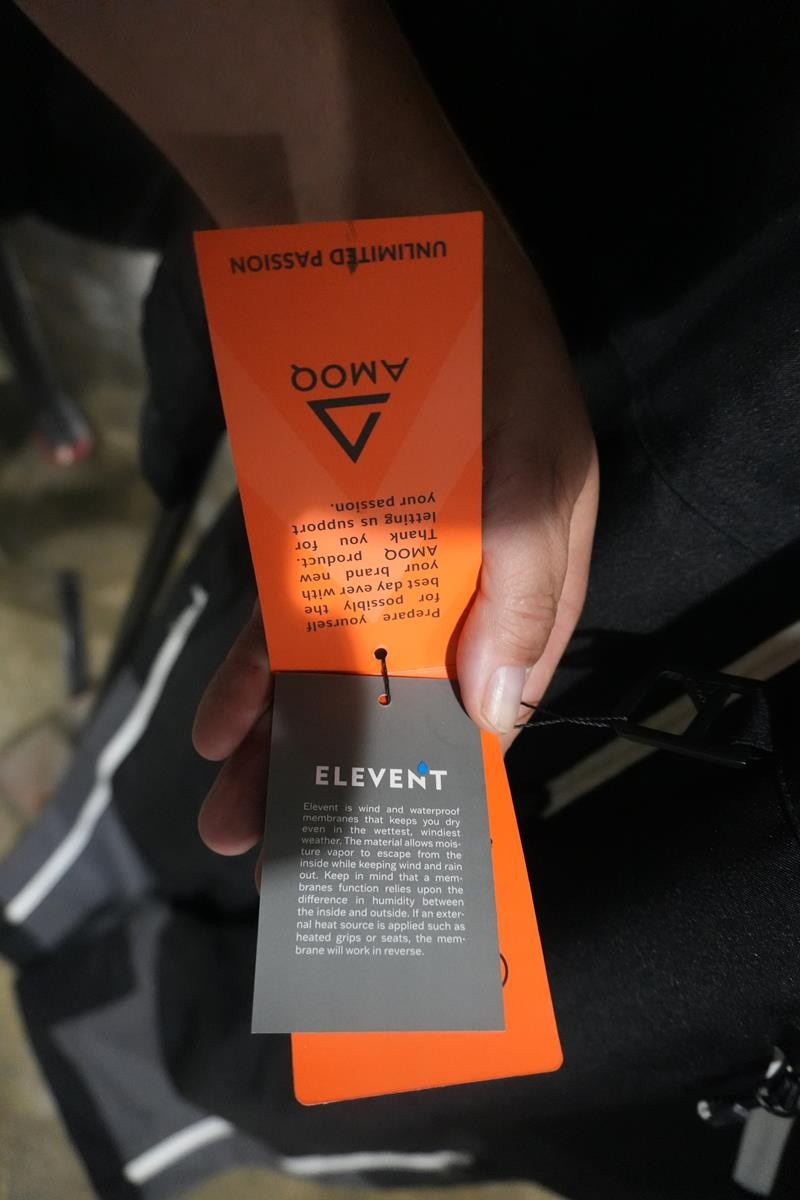 UNLIMITED PASSION
AMOQ
Prepare yourself
for possibly the
best day ever with
your brand new
AMOQ product.
Thank you for
letting us support
your passion.
ELEVENT
Elevent is wind and waterproof
membranes that keeps you dry
even in the wettest, windiest
weather. The material allows mois-
ture vapor to escape from the
inside while keeping wind and rain
out. Keep in mind that a mem-
branes function relies upon the
difference in humidity between
the inside and outside. If an exter-
nal heat source is applied such as
heated grips or seats, the mem-
brane will work in reverse.